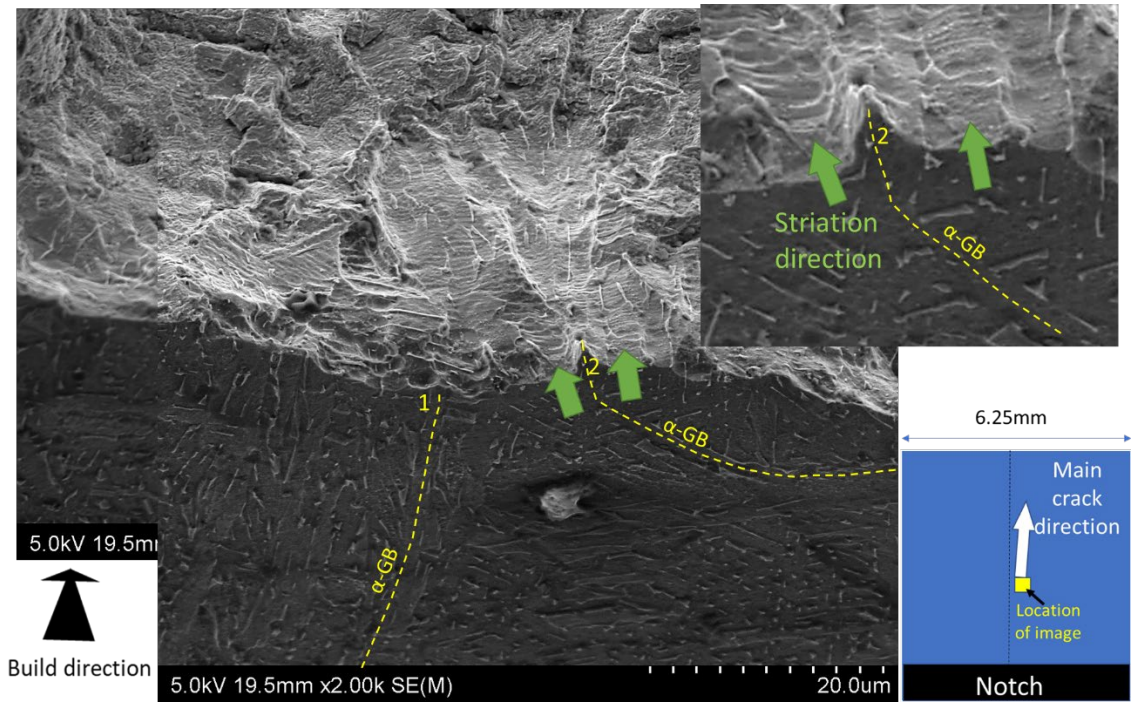 2
Striation
direction
α-GB
1
2
α-GB
α-GB
5.0kV 19.5mm
Build direction
5.0kV 19.5mm x2.00k SE(M)
20.0um
6.25mm
Main
crack
direction
Location
of image
Notch